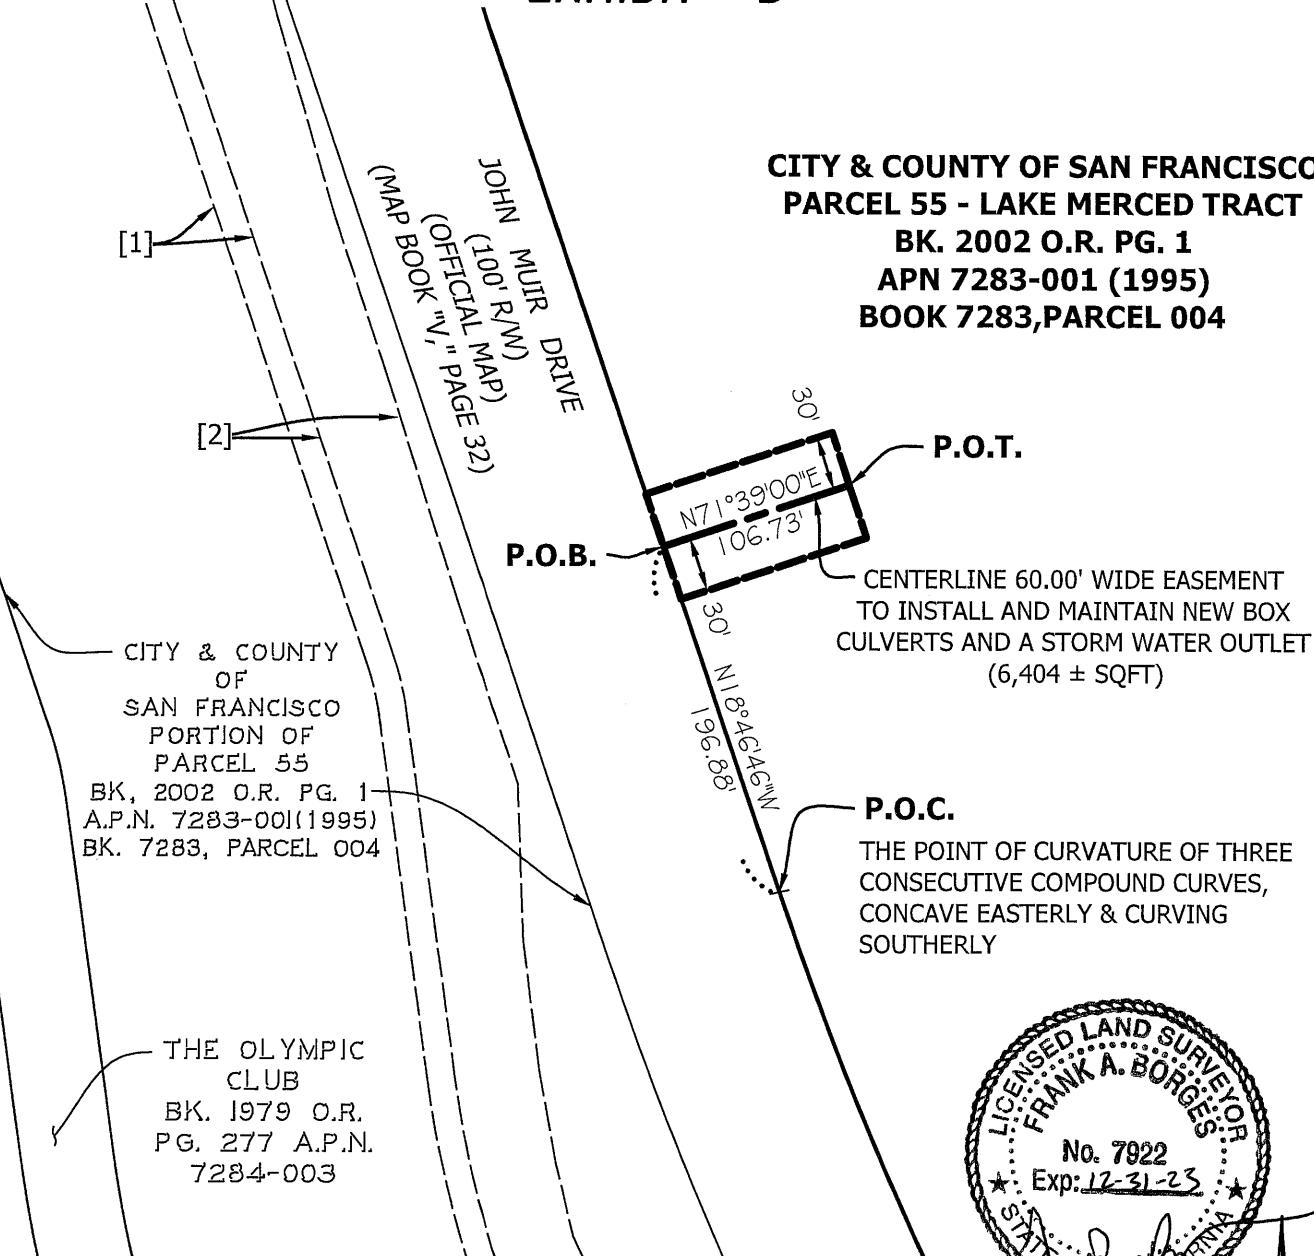 CITY & COUNTY OF SAN FRANCISCO
PARCEL 55 - LAKE MERCED TRACT
BK. 2002 O.R. PG. 1
APN 7283-001 (1995)
BOOK 7283,PARCEL 004
JOHN MUIR DRIVE
(100' R/W)
(OFFICIAL MAP)
(MAP BOOK "V," PAGE 32)
[1]
[2]
30'
P.O.T.
N71°39'00"E
106.73'
P.O.B.
CENTERLINE 60.00' WIDE EASEMENT
TO INSTALL AND MAINTAIN NEW BOX
CULVERTS AND A STORM WATER OUTLET
(6,404 ± SQFT)
30'
N18°46'46"W
196.88'
CITY & COUNTY
OF
SAN FRANCISCO
PORTION OF
PARCEL 55
BK, 2002 O.R. PG. 1
A.P.N. 7283-001(1995)
BK. 7283, PARCEL 004
P.O.C.
THE POINT OF CURVATURE OF THREE
CONSECUTIVE COMPOUND CURVES,
CONCAVE EASTERLY & CURVING
SOUTHERLY
THE OLYMPIC
CLUB
BK. 1979 O.R.
PG. 277 A.P.N.
7284-003
LICENSED LAND SURVEYOR
FRANK A. BORGES
No. 7922
Exp: 12-31-23
STATE